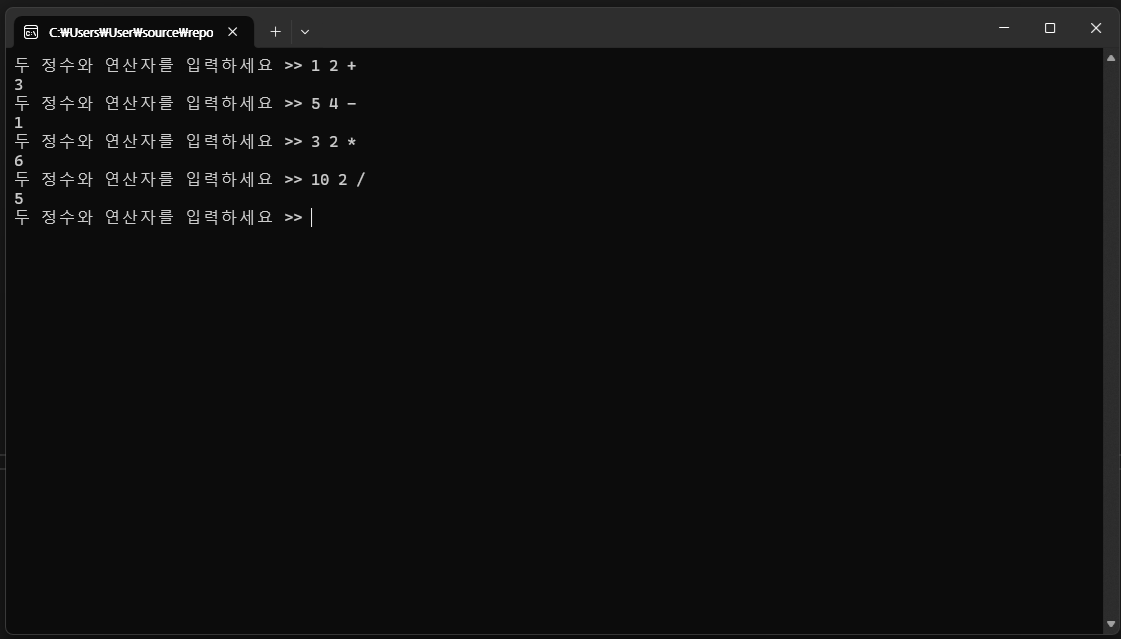 C:₩Users₩User₩source₩repo
두 정수와 연산자를 입력하세요 >> 1 2 +
3
두 정수와 연산자를 입력하세요 >> 5 4 -
1
두 정수와 연산자를 입력하세요 >> 3 2 *
6
두 정수와 연산자를 입력하세요 >> 10 2 /
5
두 정수와 연산자를 입력하세요 >>